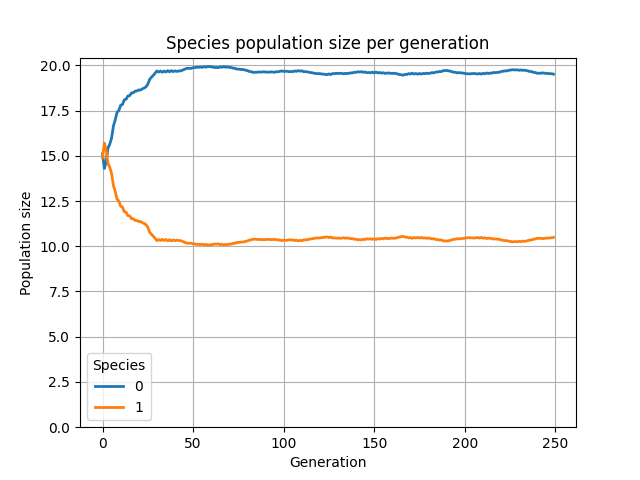 Species population size per generation
20.0
17.5
15.0
12.5
10.0
7.5
5.0
2.5
0.0
Population size
Species
0
1
0 50 100 150 200 250
Generation